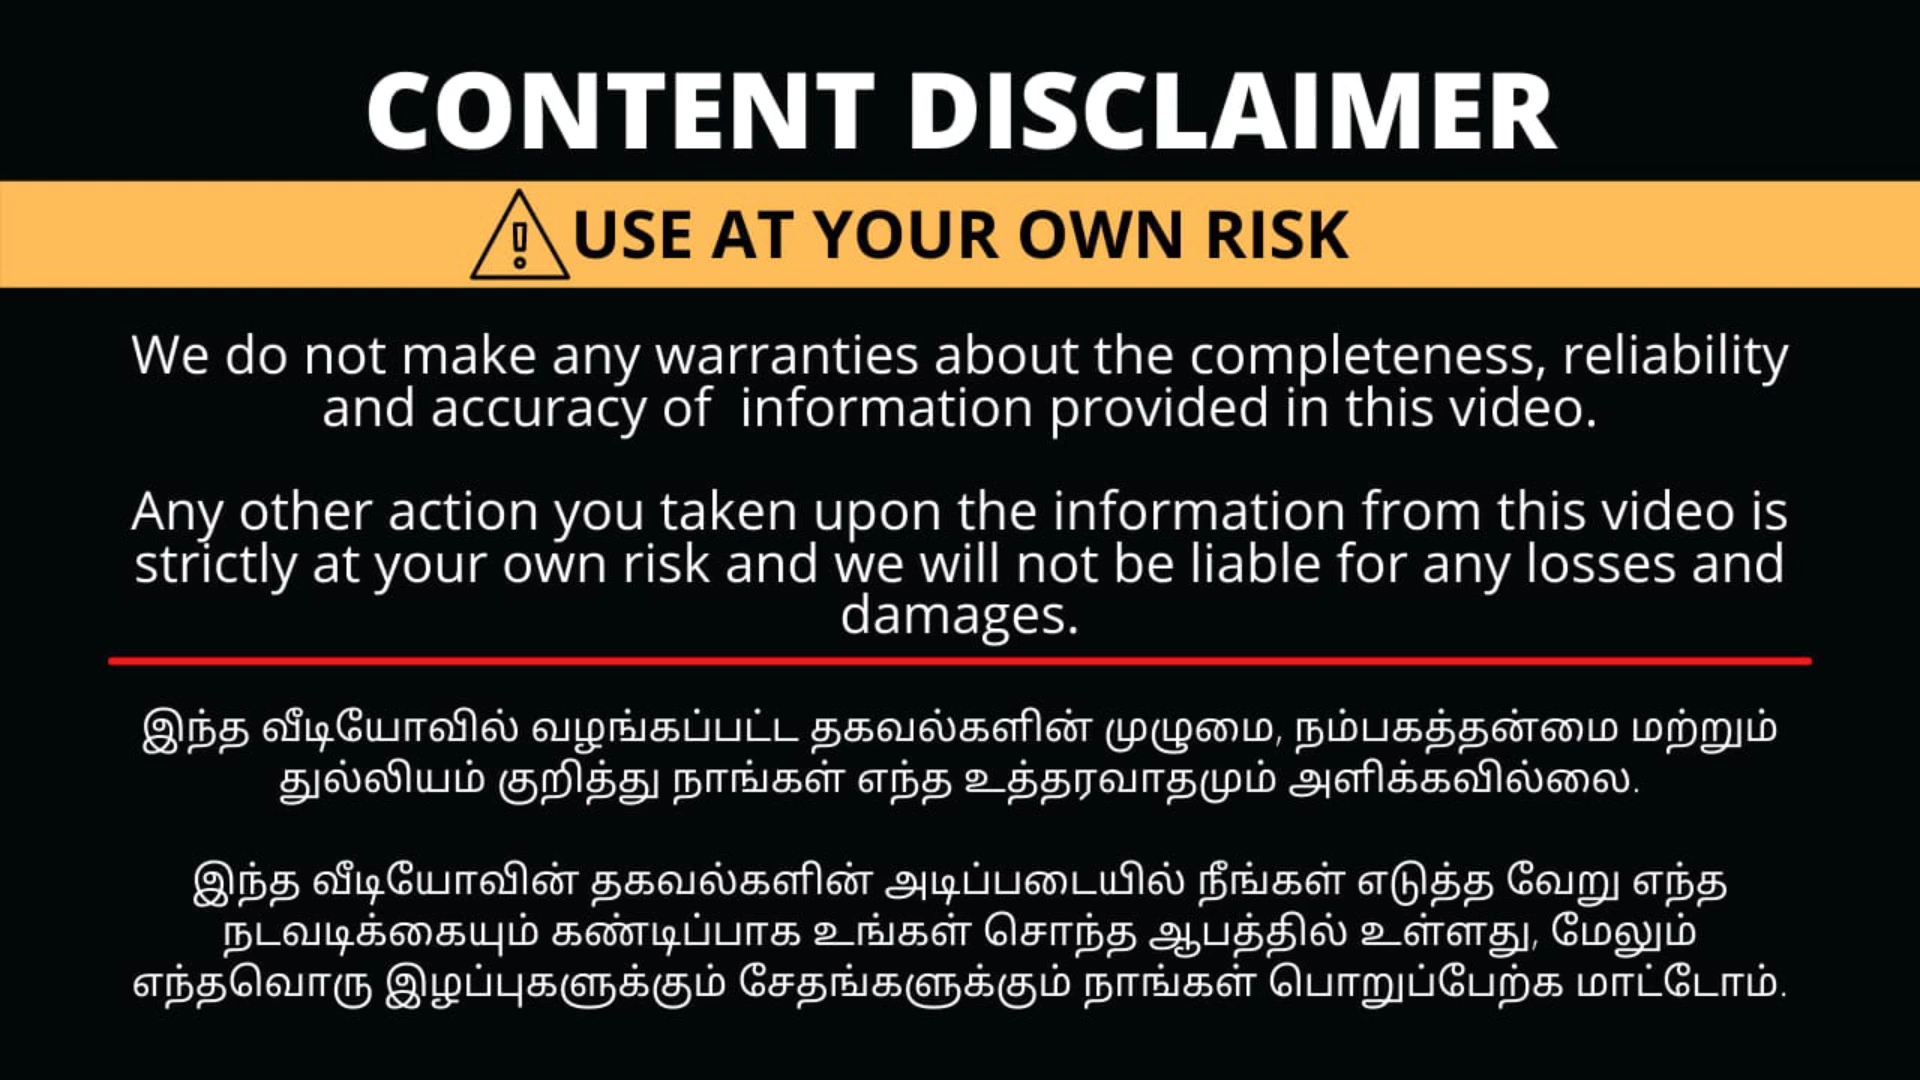 CONTENT DISCLAIMER
USE AT YOUR OWN RISK
We do not make any warranties about the completeness, reliability
and accuracy of  information provided in this video.
Any other action you taken upon the information from this video is
strictly at your own risk and we will not be liable for any losses and
damages.
இந்த வீடியோவில் வழங்கப்பட்ட தகவல்களின் முழுமை, நம்பகத்தன்மை மற்றும்
துல்லியம் குறித்து நாங்கள் எந்த உத்தரவாதமும் அளிக்கவில்லை.
இந்த வீடியோவின் தகவல்களின் அடிப்படையில் நீங்கள் எடுத்த வேறு எந்த
நடவடிக்கையும் கண்டிப்பாக உங்கள் சொந்த ஆபத்தில் உள்ளது, மேலும்
எந்தவொரு இழப்புகளுக்கும் சேதங்களுக்கும் நாங்கள் பொறுப்பேற்க மாட்டோம்.